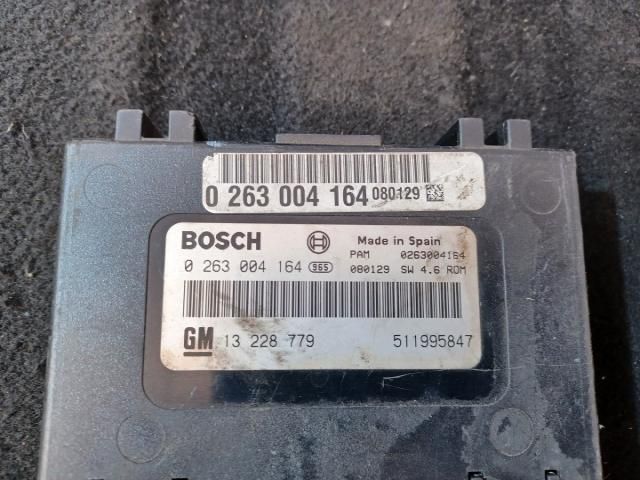 0 263 004 164 080129
BOSCH Made in Spain
PAM 0263004164
0 263 004 164 965 080129 SW 4.6 ROM
GM 13 228 779 511995847